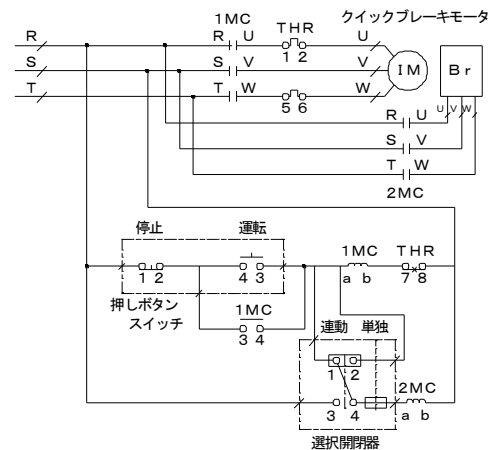 クイックブレーキモータ
1MC THR
R U 1 2 U
S V V IM Br
T W 5 6 W
U V W
R U
S V
T W
2MC
停止 運転
1 2 4 3
1MC THR
a b 7 8
押しボタン
スイッチ
1MC
3 4
連動 単独
1 2
3 4
2MC
a b
選択開閉器